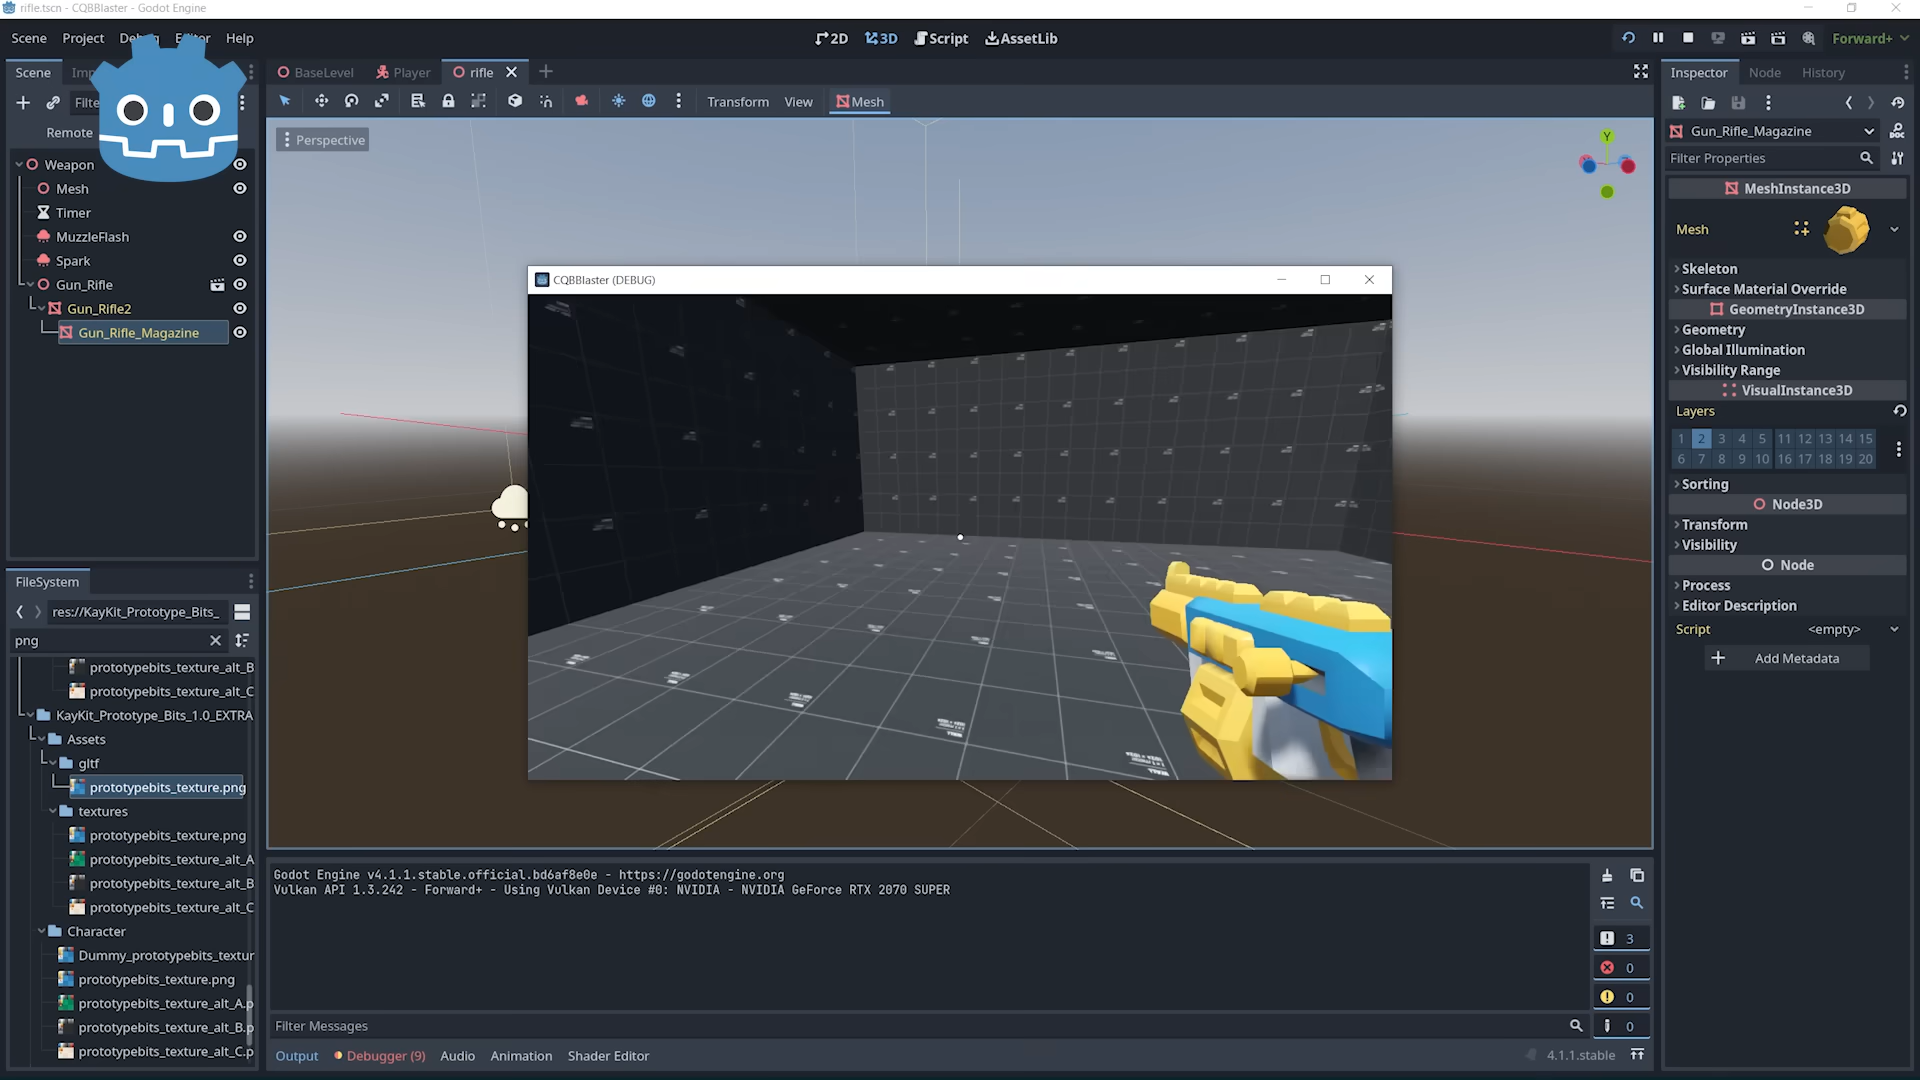 rifle.tscn - CQBBlaster - Godot Engine
Scene Project Debug Editor Help
2D 3D Script AssetLib
Forward+
Scene
BaseLevel Player rifle
Inspector Node History
Filte
Transform View Mesh
Remote
Perspective
Y
Gun_Rifle_Magazine
Filter Properties
Weapon
Mesh
Timer
MuzzleFlash
Spark
Gun_Rifle
Gun_Rifle2
Gun_Rifle_Magazine
CQBBlaster (DEBUG)
MeshInstance3D
Mesh
Skeleton
Surface Material Override
GeometryInstance3D
Geometry
Global Illumination
Visibility Range
VisualInstance3D
Layers
1 2 3 4 5 11 12 13 14 15
6 7 8 9 10 16 17 18 19 20
Sorting
Node3D
Transform
Visibility
Node
Process
Editor Description
Script <empty>
Add Metadata
FileSystem
res://KayKit_Prototype_Bits_
png
prototypebits_texture_alt_B
prototypebits_texture_alt_C
KayKit_Prototype_Bits_1.0_EXTRA
Assets
gltf
prototypebits_texture.png
textures
prototypebits_texture.png
prototypebits_texture_alt_A
prototypebits_texture_alt_B
prototypebits_texture_alt_C
Character
Dummy_prototypebits_textur
prototypebits_texture.png
prototypebits_texture_alt_A.p
prototypebits_texture_alt_B.p
prototypebits_texture_alt_C.p
Godot Engine v4.1.1.stable.official.bd6af8e0e - https://godotengine.org
Vulkan API 1.3.242 - Forward+ - Using Vulkan Device #0: NVIDIA - NVIDIA GeForce RTX 2070 SUPER
3
0
0
0
Filter Messages
Output Debugger (9) Audio Animation Shader Editor
4.1.1.stable